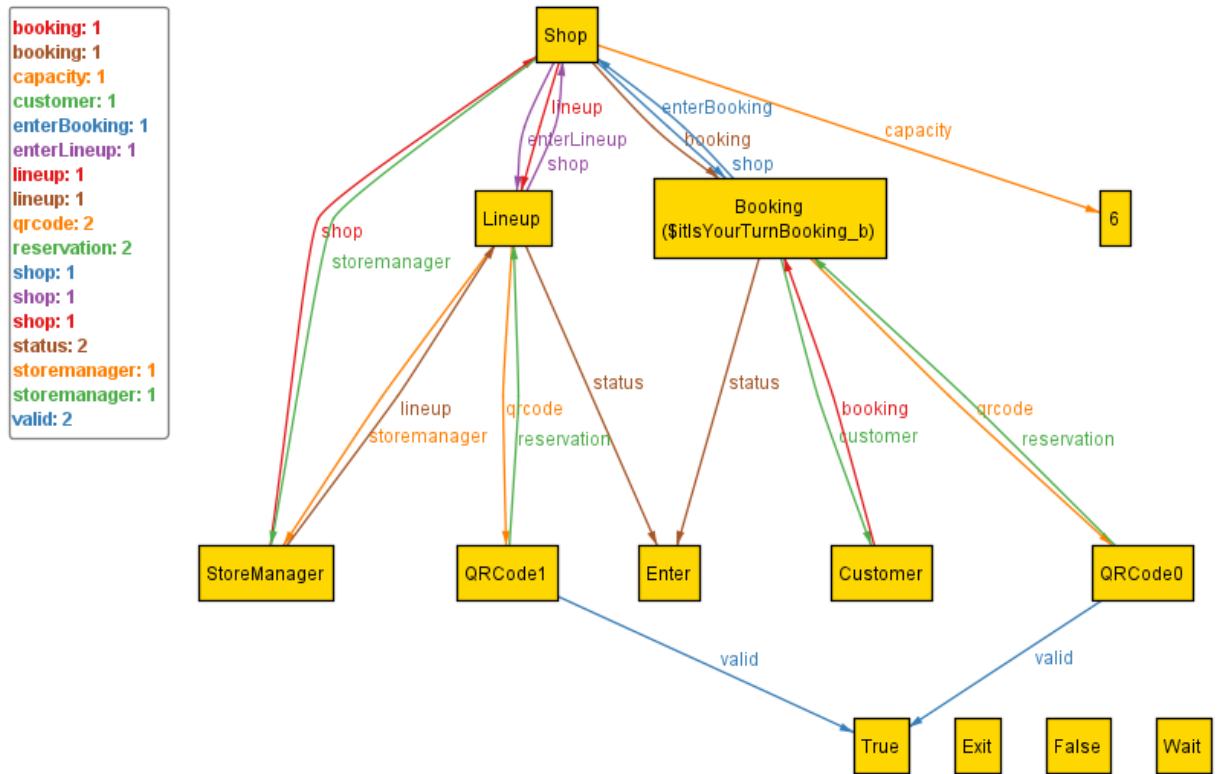 booking: 1
booking: 1
capacity: 1
customer: 1
enterBooking: 1
enterLineup: 1
lineup: 1
lineup: 1
qrcode: 2
reservation: 2
shop: 1
shop: 1
shop: 1
status: 2
storemanager: 1
storemanager: 1
valid: 2
Shop
lineup
enterBooking
capacity
enterLineup
booking
shop
shop
Lineup
Booking
($itIsYourTurnBooking_b)
6
shop
storemanager
status
status
lineup
qrcode
booking
qrcode
storemanager
reservation
customer
reservation
StoreManager
QRCode1
Enter
Customer
QRCode0
valid
valid
True
Exit
False
Wait